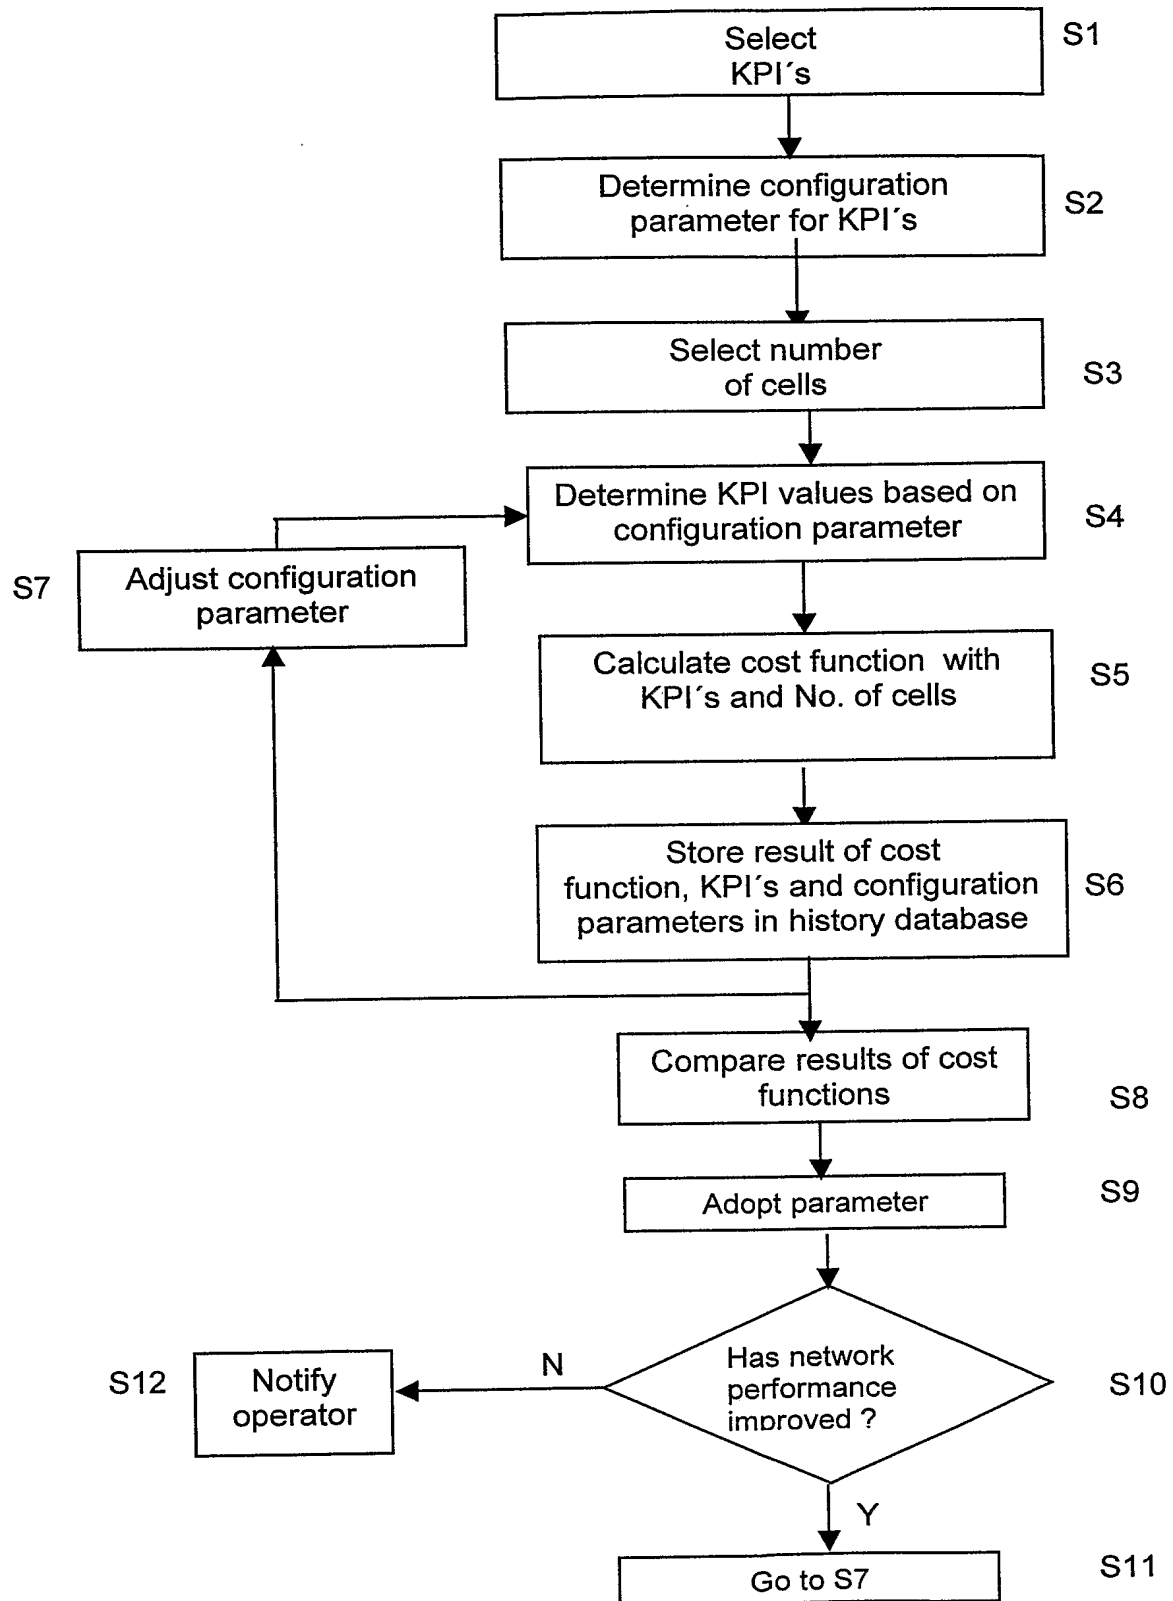 Select
KPI´s
S1
Determine configuration
parameter for KPI´s
S2
Select number
of cells
S3
Determine KPI values based on
configuration parameter
S4
S7
Adjust configuration
parameter
Calculate cost function with
KPI´s and No. of cells
S5
Store result of cost
function, KPI´s and configuration
parameters in history database
S6
Compare results of cost
functions
S8
Adopt parameter
S9
Has network
performance
improved ?
S10
N
S12
Notify
operator
Y
Go to S7
S11